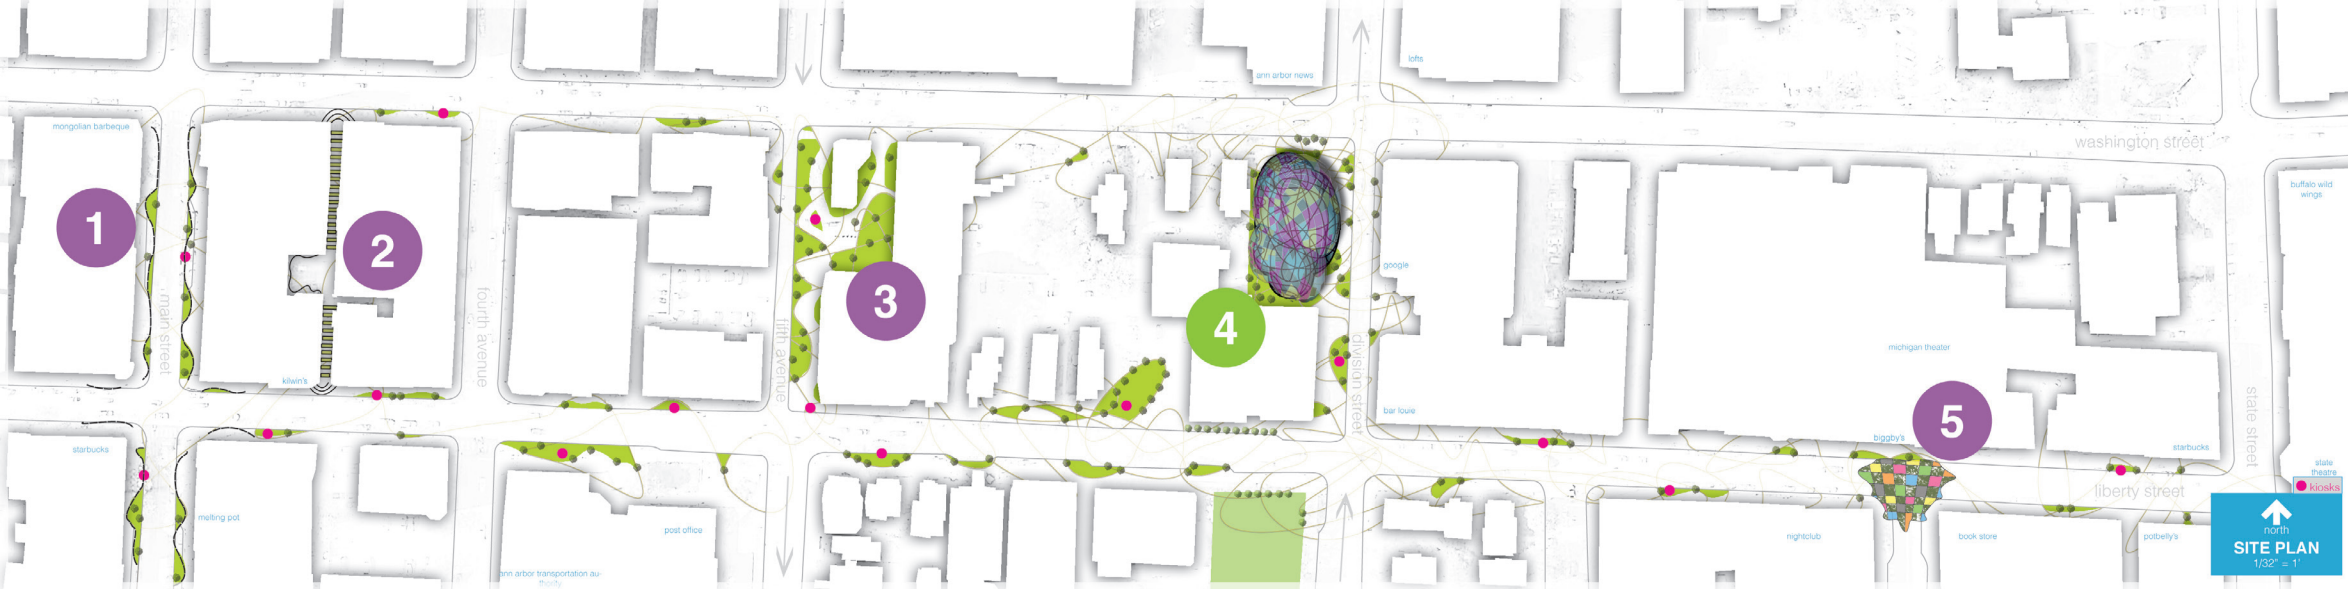 ann arbor news
lofts
mongolian barbeque
washington street
buffalo wild
wings
1
2
3
4
5
google
main street
fourth avenue
fifth avenue
division street
michigan theater
kilwin's
bar louie
state street
biggby's
starbucks
starbucks
state
theatre
kiosks
liberty street
melting pot
post office
nightclub
book store
potbelly's
ann arbor transportation au-
thority
north
SITE PLAN
1/32" = 1'